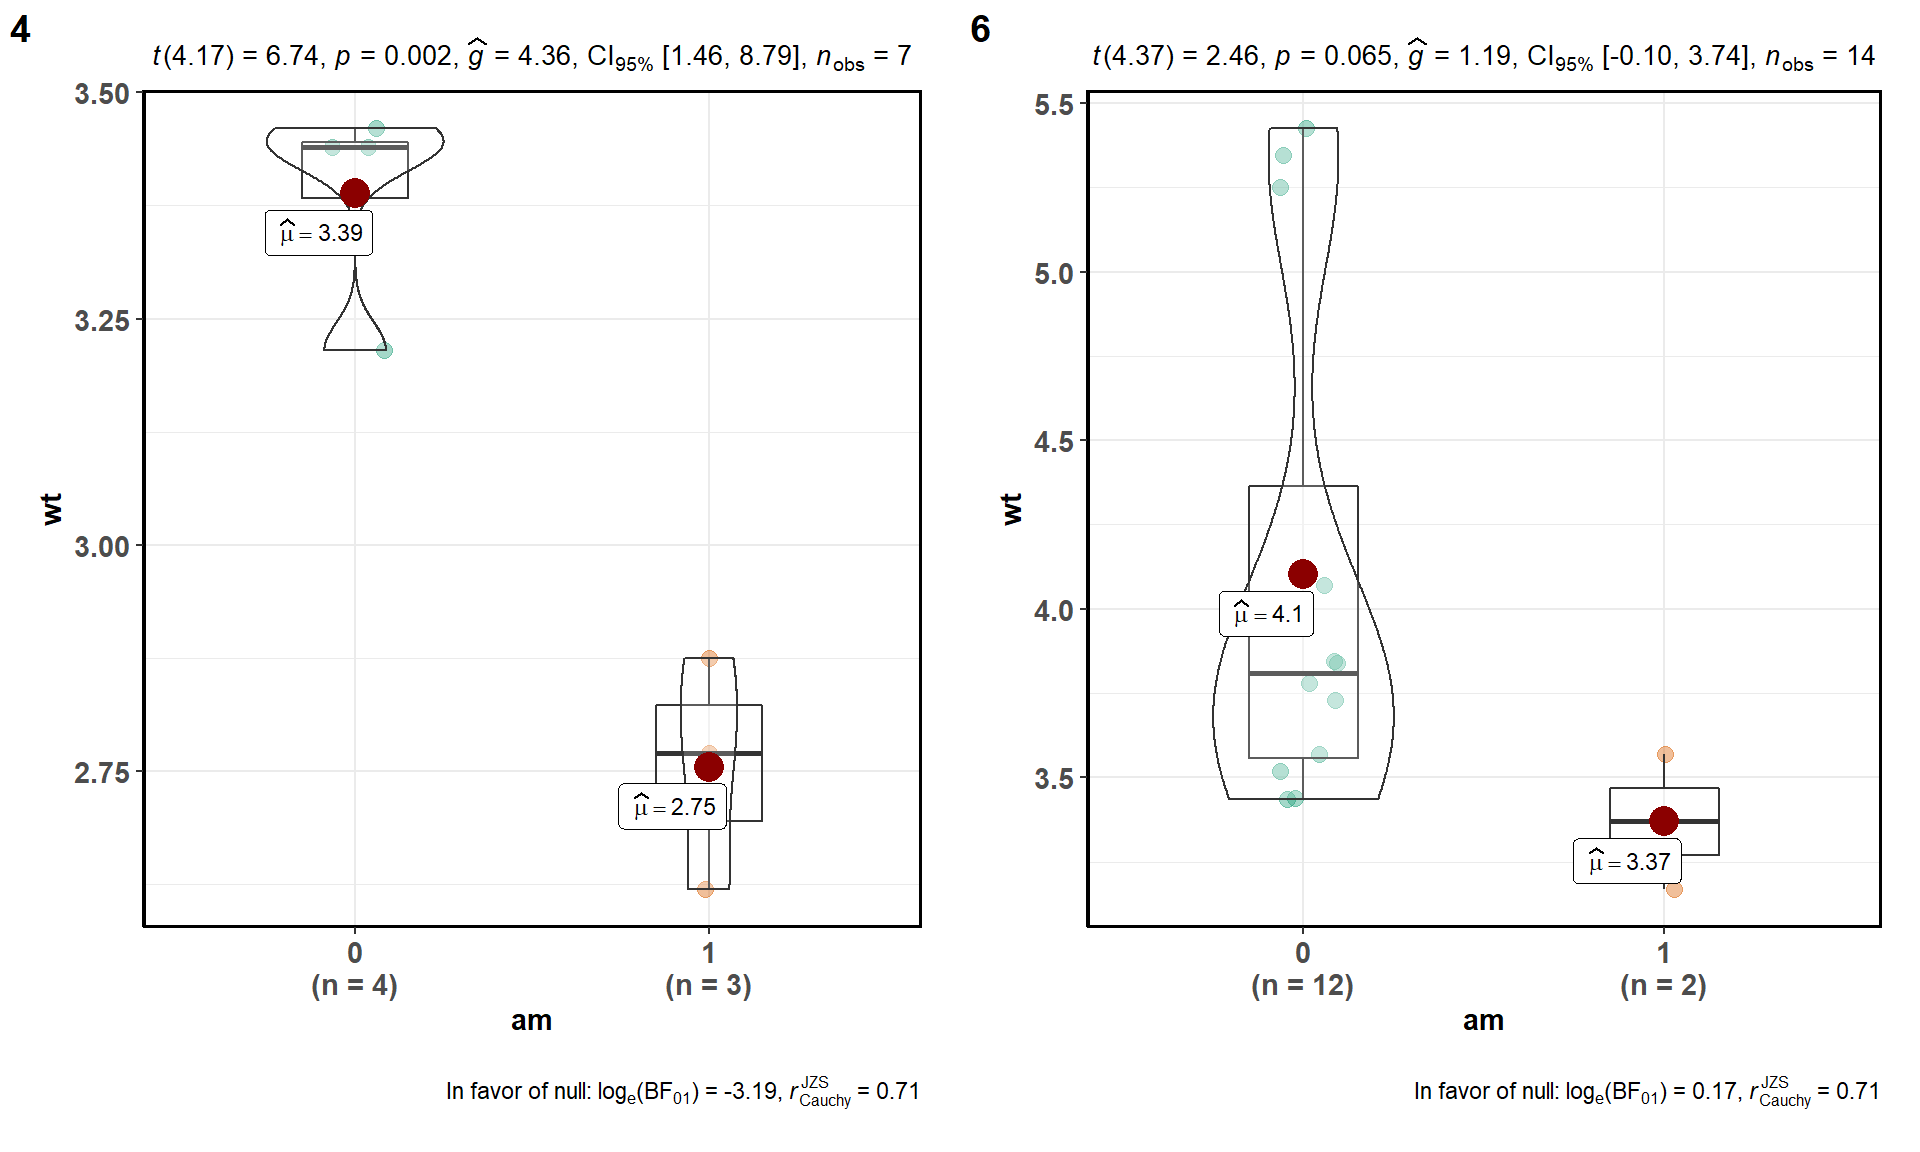 4
t(4.17) = 6.74, p = 0.002, ĝ = 4.36, CI95% [1.46, 8.79], nobs = 7
3.50
3.25
3.00
2.75
wt
μ̂ = 3.39
μ̂ = 2.75
0 1
(n = 4) (n = 3)
am
In favor of null: loge(BF01) = -3.19, rJZSCauchy = 0.71
6
t(4.37) = 2.46, p = 0.065, ĝ = 1.19, CI95% [-0.10, 3.74], nobs = 14
5.5
5.0
4.5
4.0
3.5
wt
μ̂ = 4.1
μ̂ = 3.37
0 1
(n = 12) (n = 2)
am
In favor of null: loge(BF01) = 0.17, rJZSCauchy = 0.71